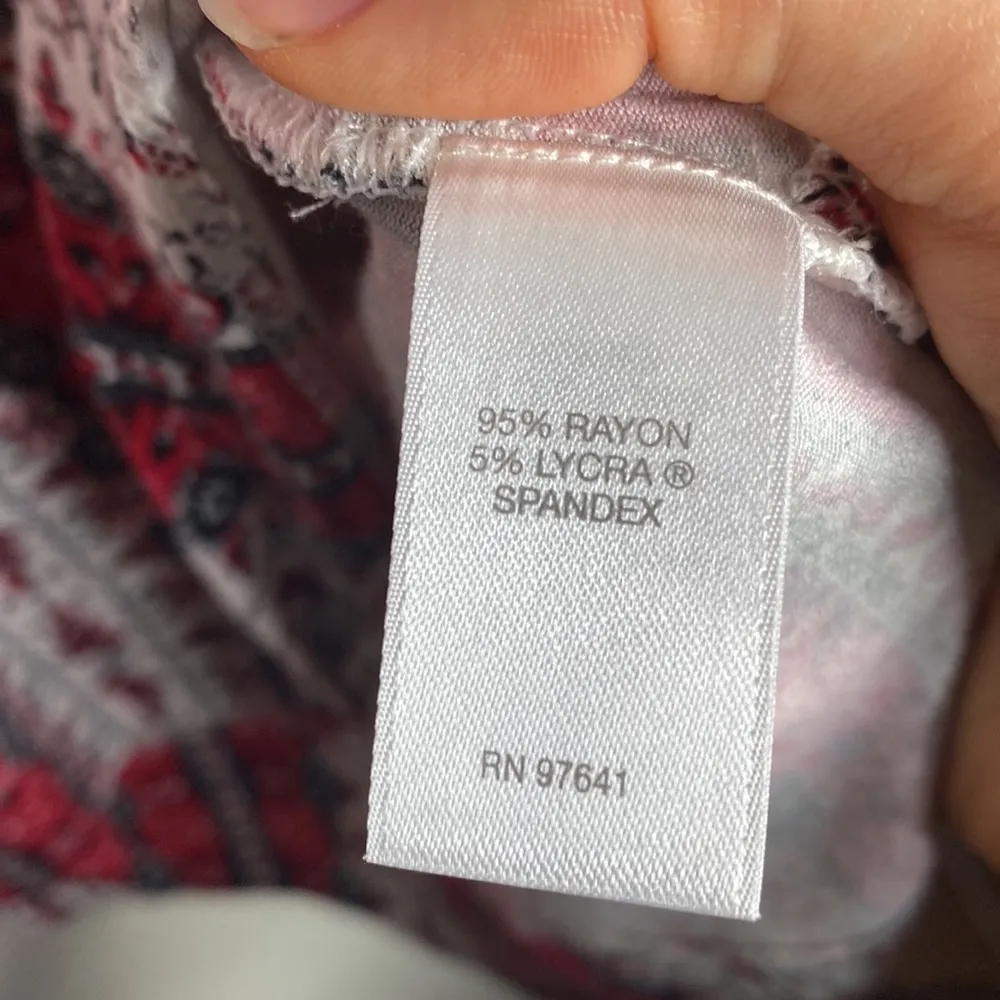 95% RAYON
5% LYCRA ®
SPANDEX
RN 97641